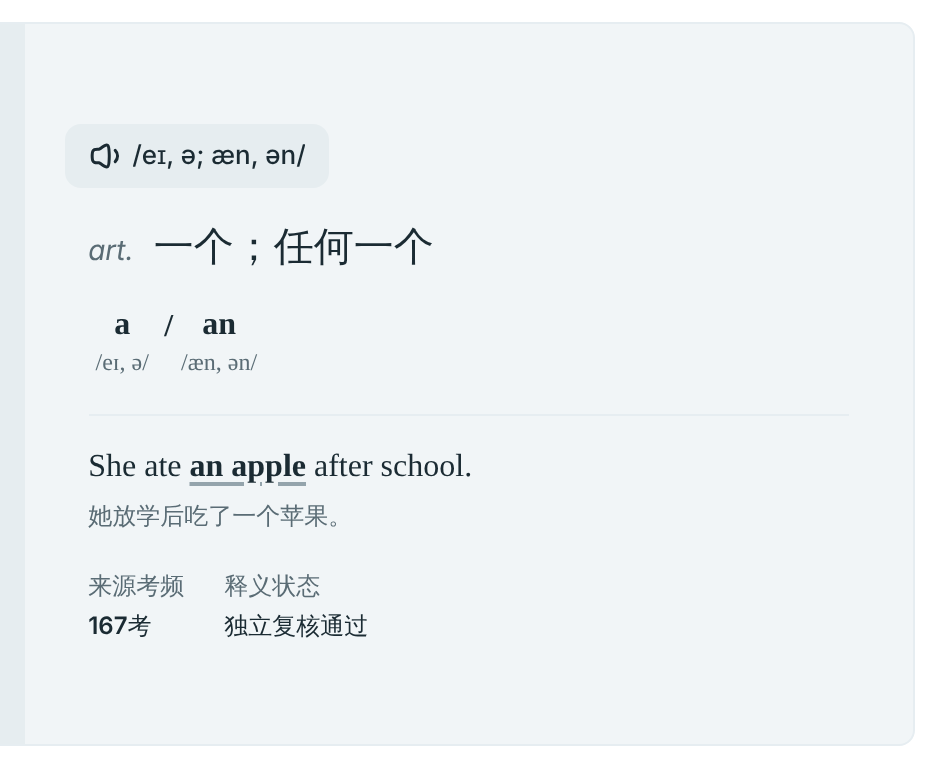 /eɪ, ə; æn, ən/
art. 一个；任何一个
a / an
/eɪ, ə/ /æn, ən/
She ate an apple after school.
她放学后吃了一个苹果。
来源考频 释义状态
167考 独立复核通过